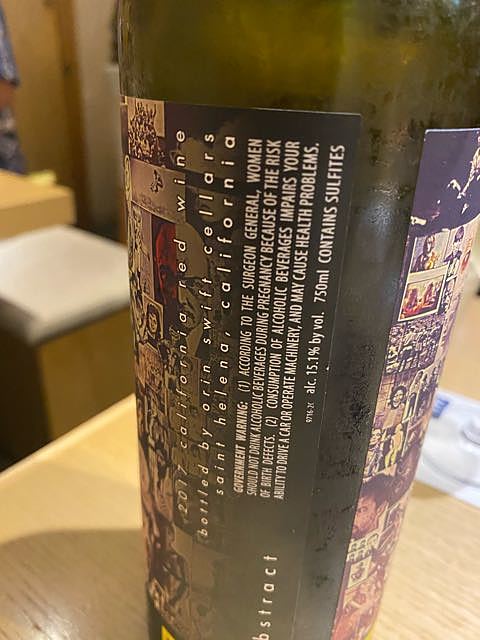 2017 california red wine
bottled by orin swift cellars
saint helena, california
GOVERNMENT WARNING: (1) ACCORDING TO THE SURGEON GENERAL, WOMEN
SHOULD NOT DRINK ALCOHOLIC BEVERAGES DURING PREGNANCY BECAUSE OF THE RISK
OF BIRTH DEFECTS. (2) CONSUMPTION OF ALCOHOLIC BEVERAGES IMPAIRS YOUR
ABILITY TO DRIVE A CAR OR OPERATE MACHINERY, AND MAY CAUSE HEALTH PROBLEMS.
9716-2C alc. 15.1% by vol. 750ml CONTAINS SULFITES
bstract